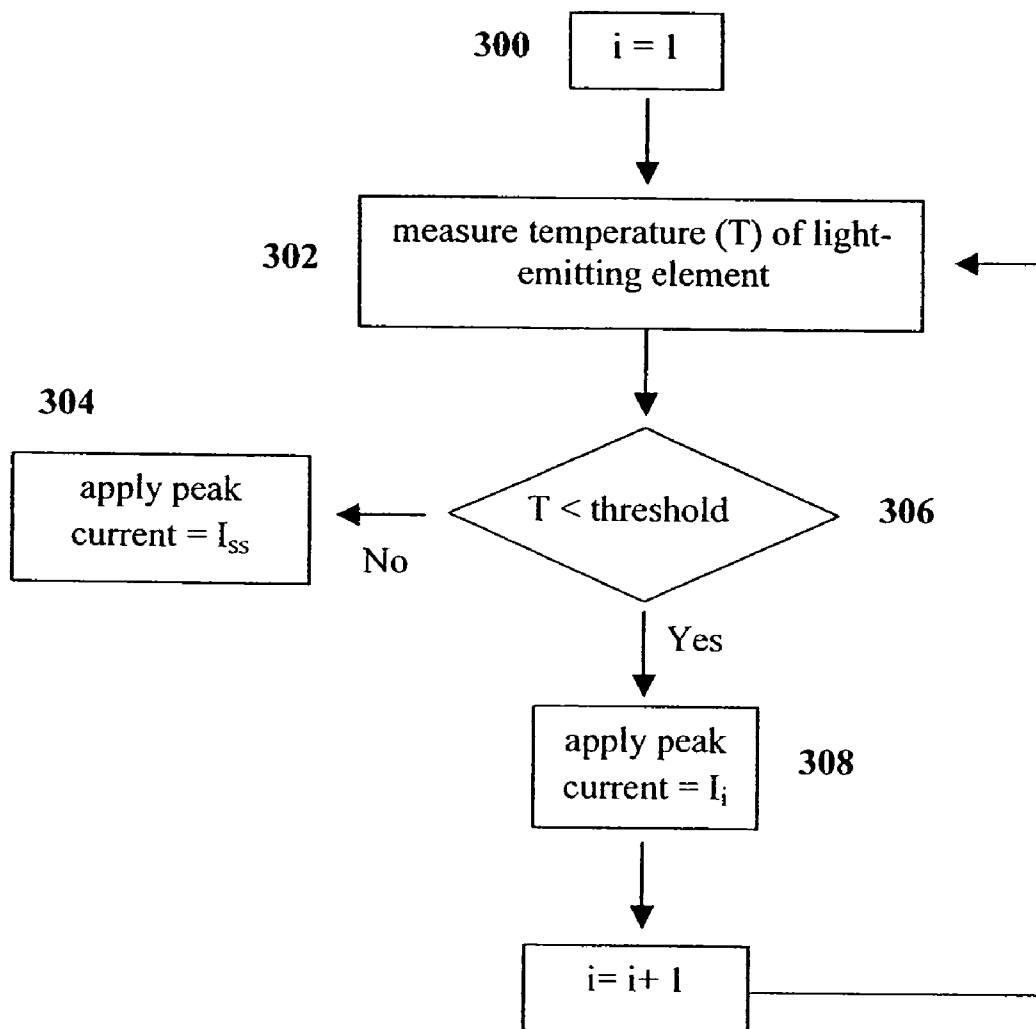 300
i = 1
302
measure temperature (T) of light-
emitting element
304
apply peak
current = I_ss
T < threshold
306
No
Yes
apply peak
current = I_i
308
i= i+ 1